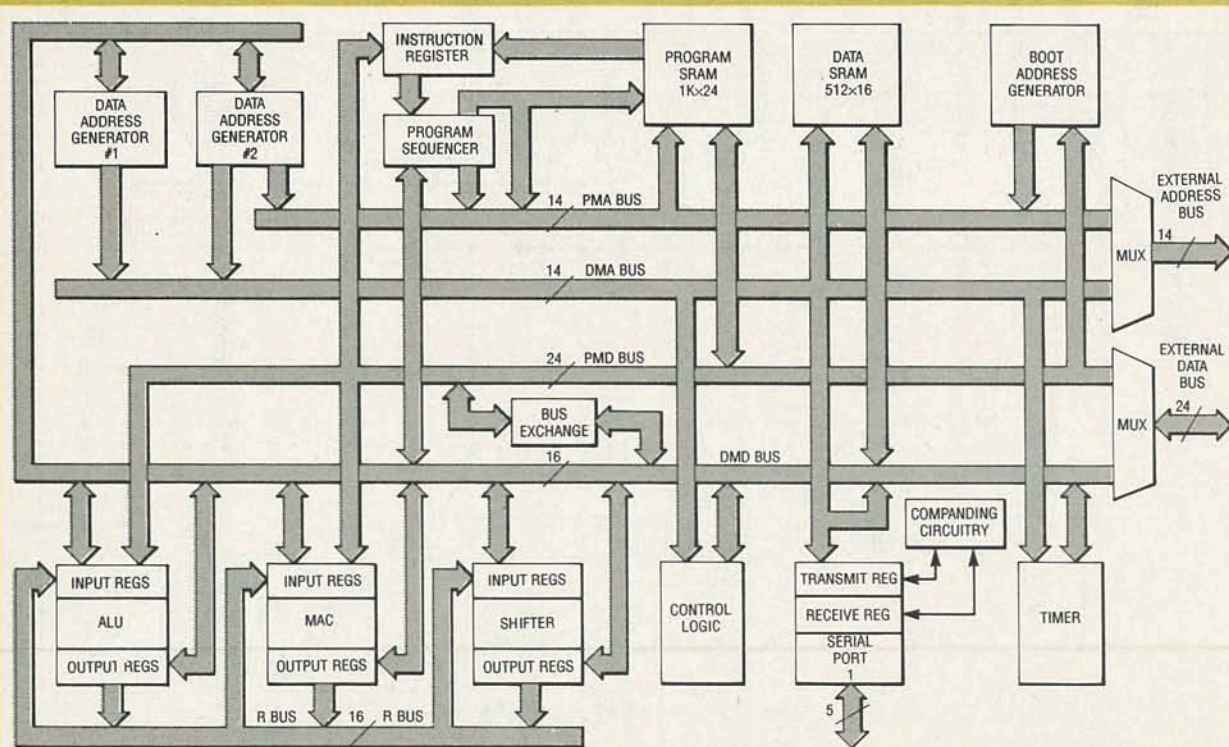 INSTRUCTION
REGISTER
PROGRAM
SRAM
1K×24
DATA
SRAM
512×16
BOOT
ADDRESS
GENERATOR
DATA
ADDRESS
GENERATOR
#1
DATA
ADDRESS
GENERATOR
#2
PROGRAM
SEQUENCER
EXTERNAL
ADDRESS
BUS
14
14 PMA BUS
MUX
14 DMA BUS
24 PMD BUS
EXTERNAL
DATA
BUS
24
MUX
BUS
EXCHANGE
16
DMD BUS
COMPANDING
CIRCUITRY
INPUT REGS
ALU
OUTPUT REGS
INPUT REGS
MAC
OUTPUT REGS
INPUT REGS
SHIFTER
OUTPUT REGS
CONTROL
LOGIC
TRANSMIT REG
RECEIVE REG
SERIAL
PORT
1
TIMER
5
R BUS 16 R BUS